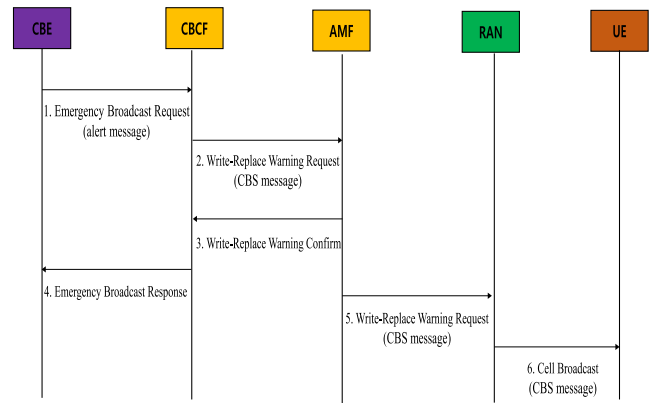 CBE
CBCF
AMF
RAN
UE
1. Emergency Broadcast Request
(alert message)
2. Write-Replace Warning Request
(CBS message)
3. Write-Replace Warning Confirm
4. Emergency Broadcast Response
5. Write-Replace Warning Request
(CBS message)
6. Cell Broadcast
(CBS message)